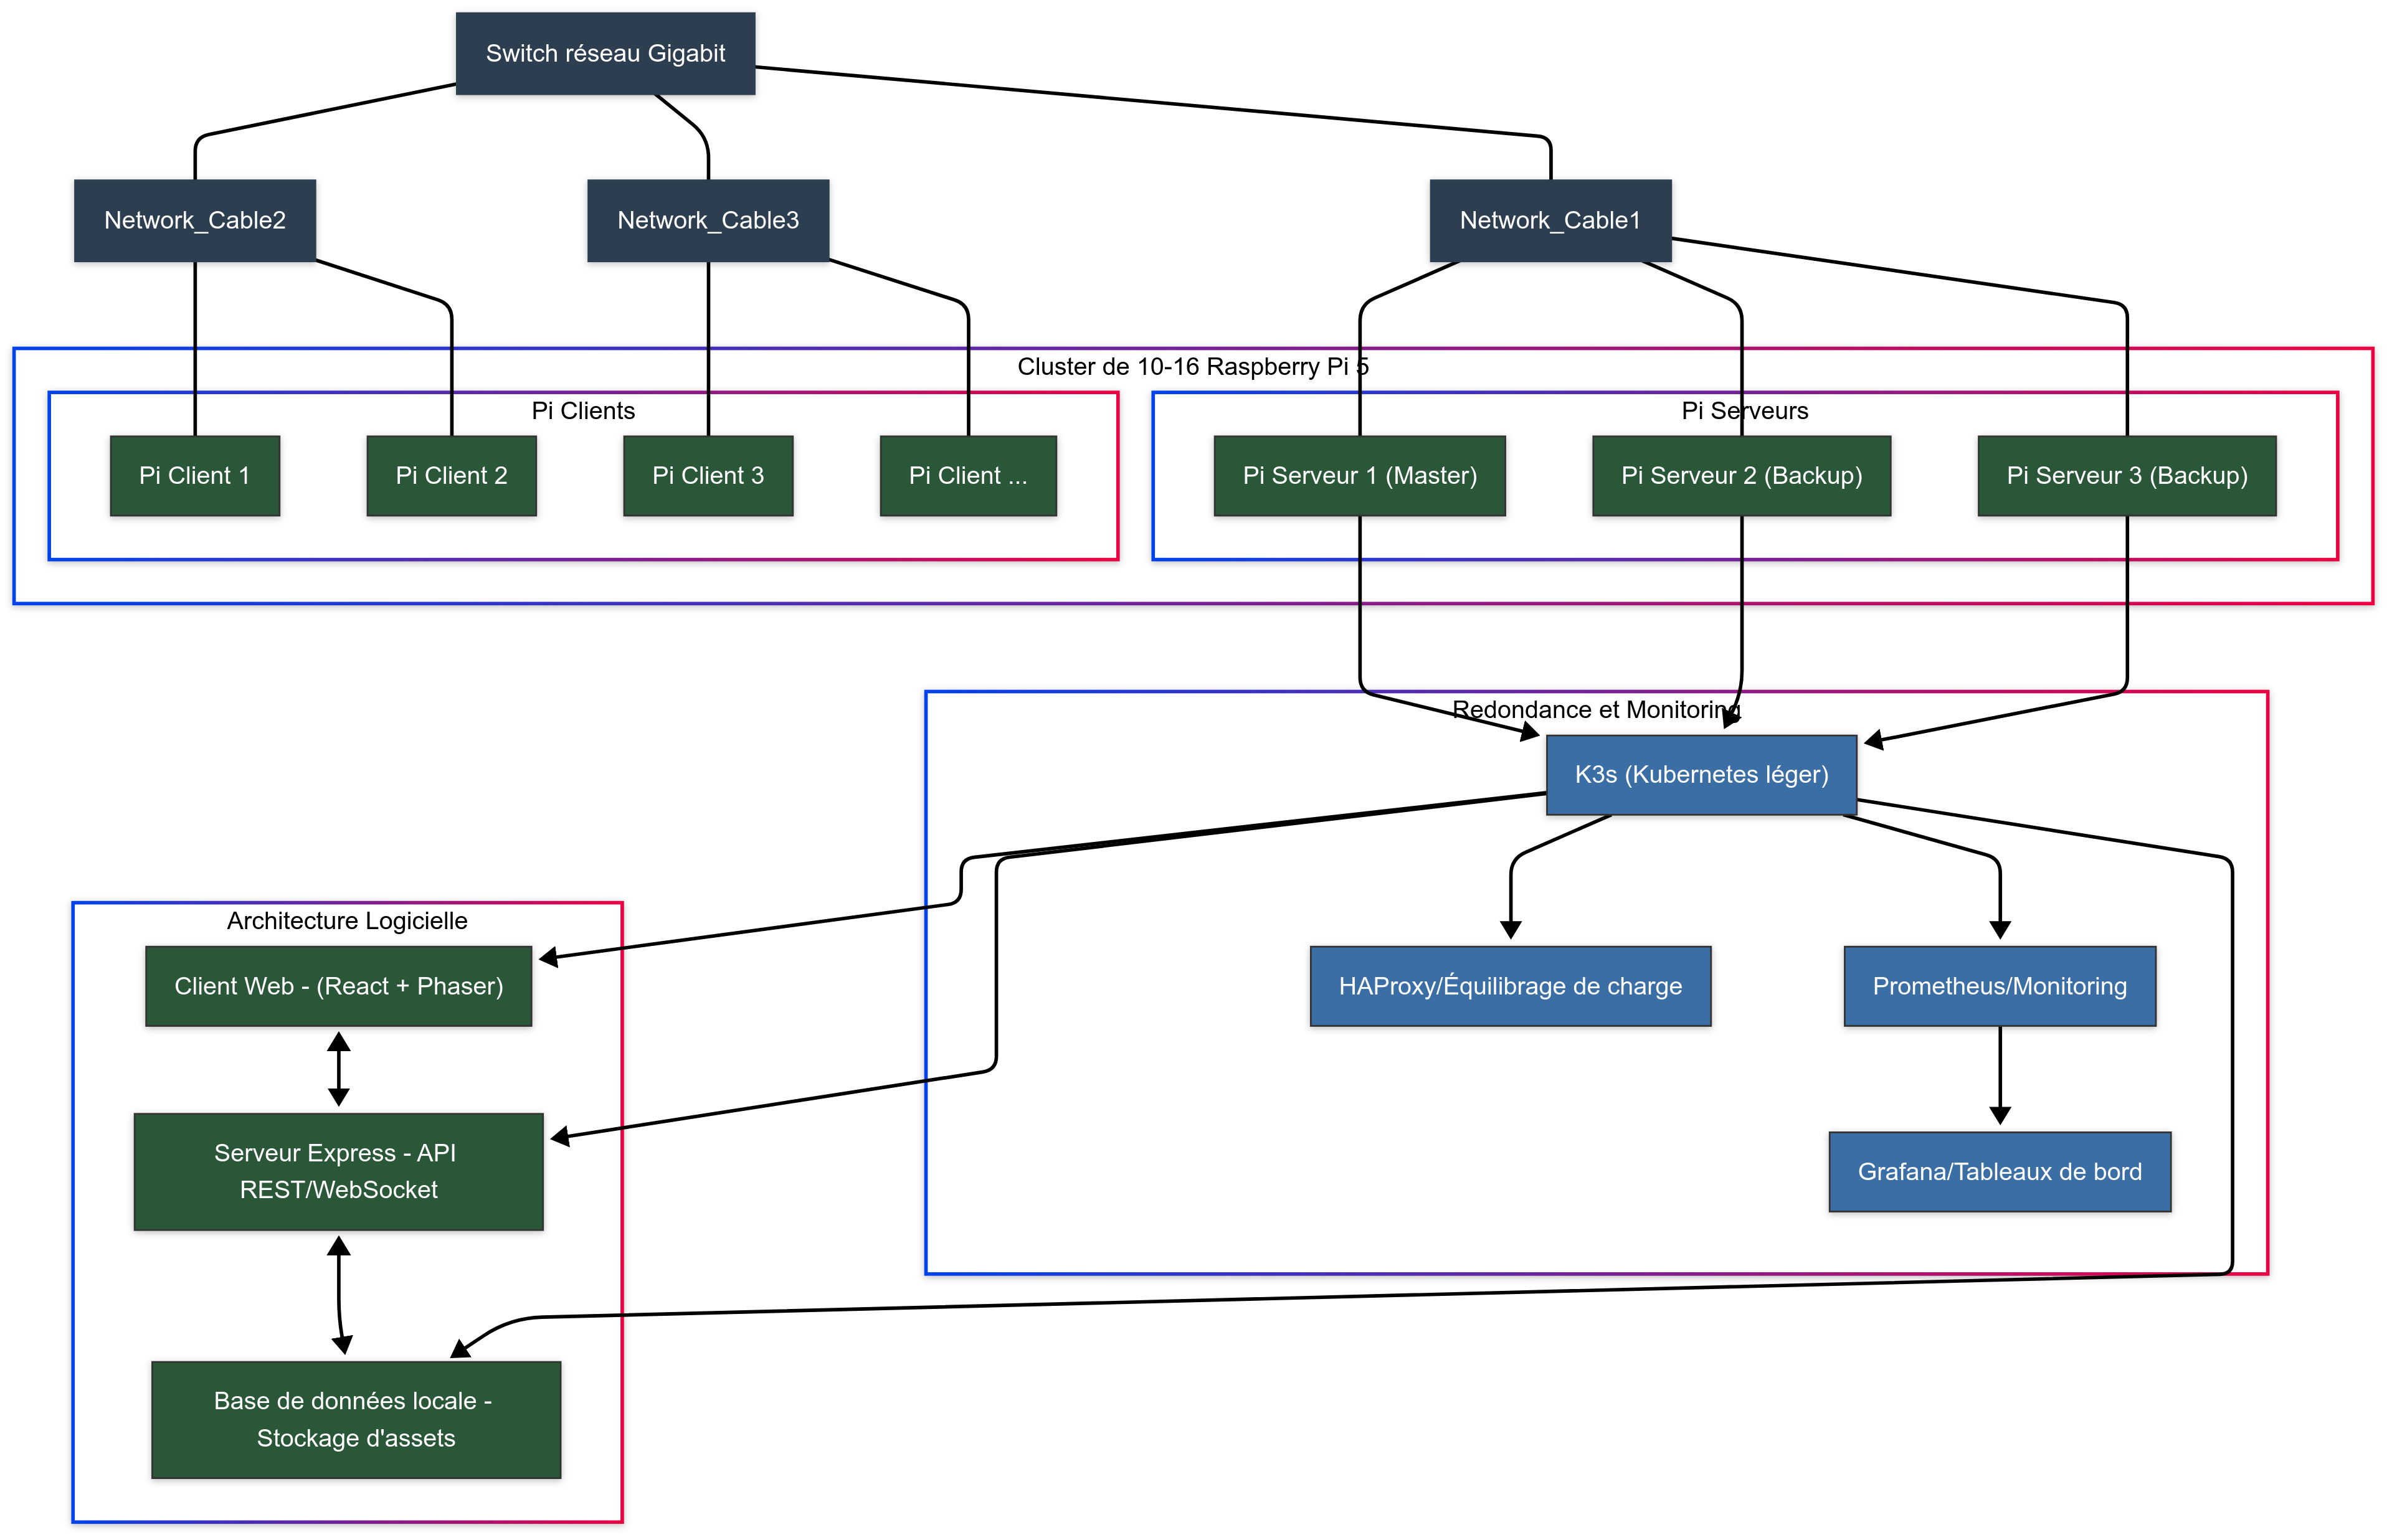 Switch réseau Gigabit
Network_Cable2
Network_Cable3
Network_Cable1
Cluster de 10-16 Raspberry Pi 5
Pi Clients
Pi Serveurs
Pi Client 1
Pi Client 2
Pi Client 3
Pi Client ...
Pi Serveur 1 (Master)
Pi Serveur 2 (Backup)
Pi Serveur 3 (Backup)
Redondance et Monitoring
K3s (Kubernetes léger)
Architecture Logicielle
Client Web - (React + Phaser)
HAProxy/Équilibrage de charge
Prometheus/Monitoring
Serveur Express - API
REST/WebSocket
Grafana/Tableaux de bord
Base de données locale -
Stockage d'assets